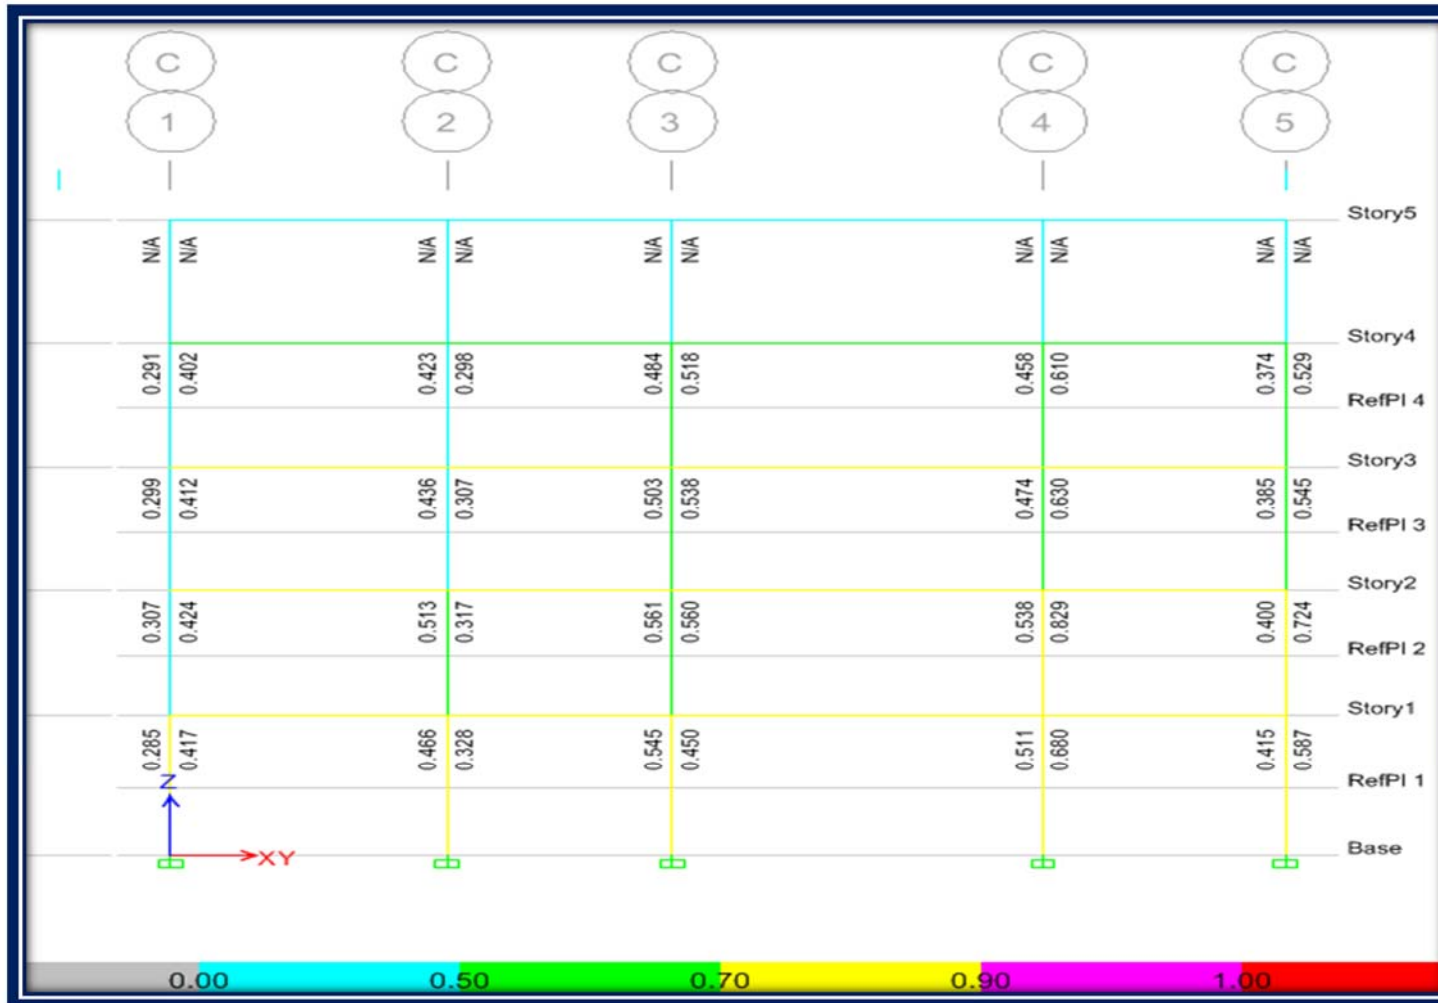 C C C C C
1 2 3 4 5
Story5
N/A N/A N/A N/A N/A N/A N/A N/A N/A N/A
Story4
0.291 0.402 0.423 0.298 0.484 0.518 0.458 0.610 0.374 0.529
RefPl 4
Story3
0.299 0.412 0.436 0.307 0.503 0.538 0.474 0.630 0.385 0.545
RefPl 3
Story2
0.307 0.424 0.513 0.317 0.561 0.560 0.538 0.829 0.400 0.724
RefPl 2
Story1
0.285 0.417 0.466 0.328 0.545 0.450 0.511 0.680 0.415 0.587
Z
RefPl 1
Base
XY
0.00 0.50 0.70 0.90 1.00